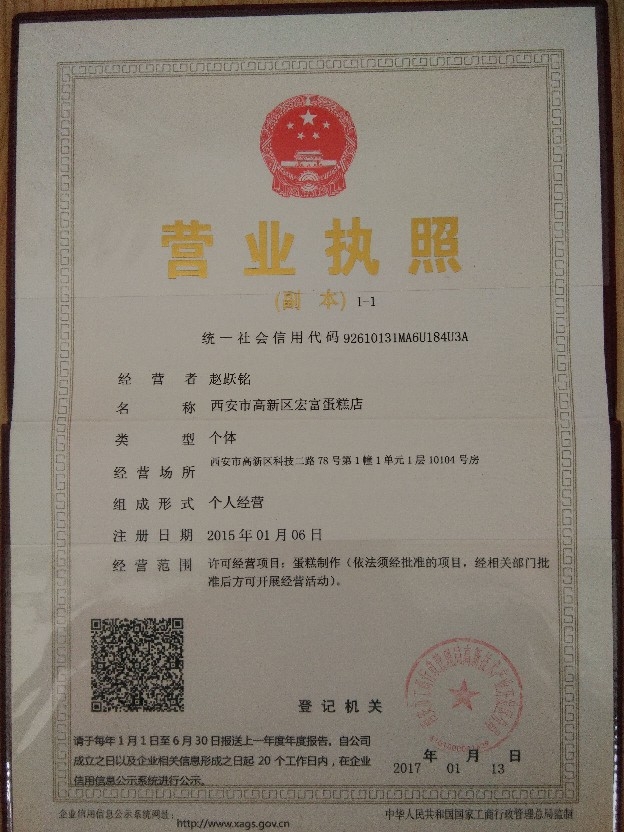 营业执照
(副 本) 1-1
统一社会信用代码 92610131MA6U184U3A
经营者 赵跃铭
名称 西安市高新区宏富蛋糕店
类型 个体
经营场所 西安市高新区科技二路78号第1幢1单元1层10104号房
组成形式 个人经营
注册日期 2015年01月06日
经营范围 许可经营项目：蛋糕制作（依法须经批准的项目，经相关部门批
准后方可开展经营活动）。
登记机关
请于每年1月1日至6月30日报送上一年度年度报告。自公司
成立之日以及企业相关信息形成之日起20个工作日内，在企业
信用信息公示系统进行公示。
年 月 日
2017 01 13
企业信用信息公示系统网址：http://www.xags.gov.cn
中华人民共和国国家工商行政管理总局监制